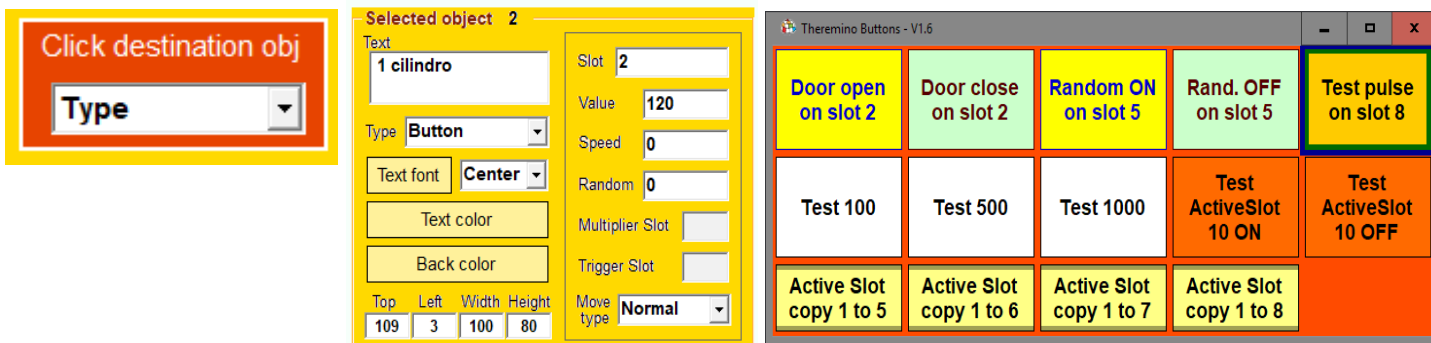 Click destination obj
Type
Selected object 2
Text
1 cilindro
Type Button
Text font Center
Text color
Back color
Top Left Width Height
109 3 100 80
Slot 2
Value 120
Speed 0
Random 0
Multiplier Slot
Trigger Slot
Move type Normal
Theremino Buttons - V1.6
Door open
on slot 2
Door close
on slot 2
Random ON
on slot 5
Rand. OFF
on slot 5
Test pulse
on slot 8
Test 100
Test 500
Test 1000
Test
ActiveSlot
10 ON
Test
ActiveSlot
10 OFF
Active Slot
copy 1 to 5
Active Slot
copy 1 to 6
Active Slot
copy 1 to 7
Active Slot
copy 1 to 8